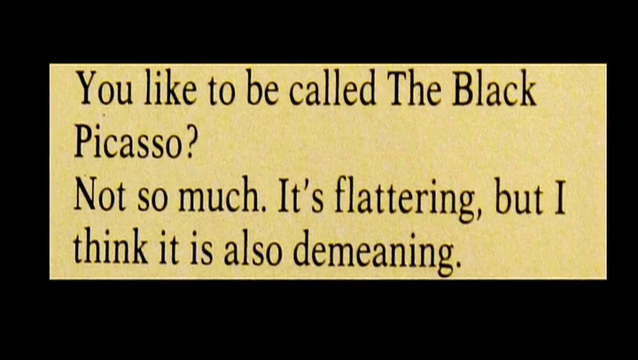 You like to be called The Black
Picasso?
Not so much. It's flattering, but I
think it is also demeaning.